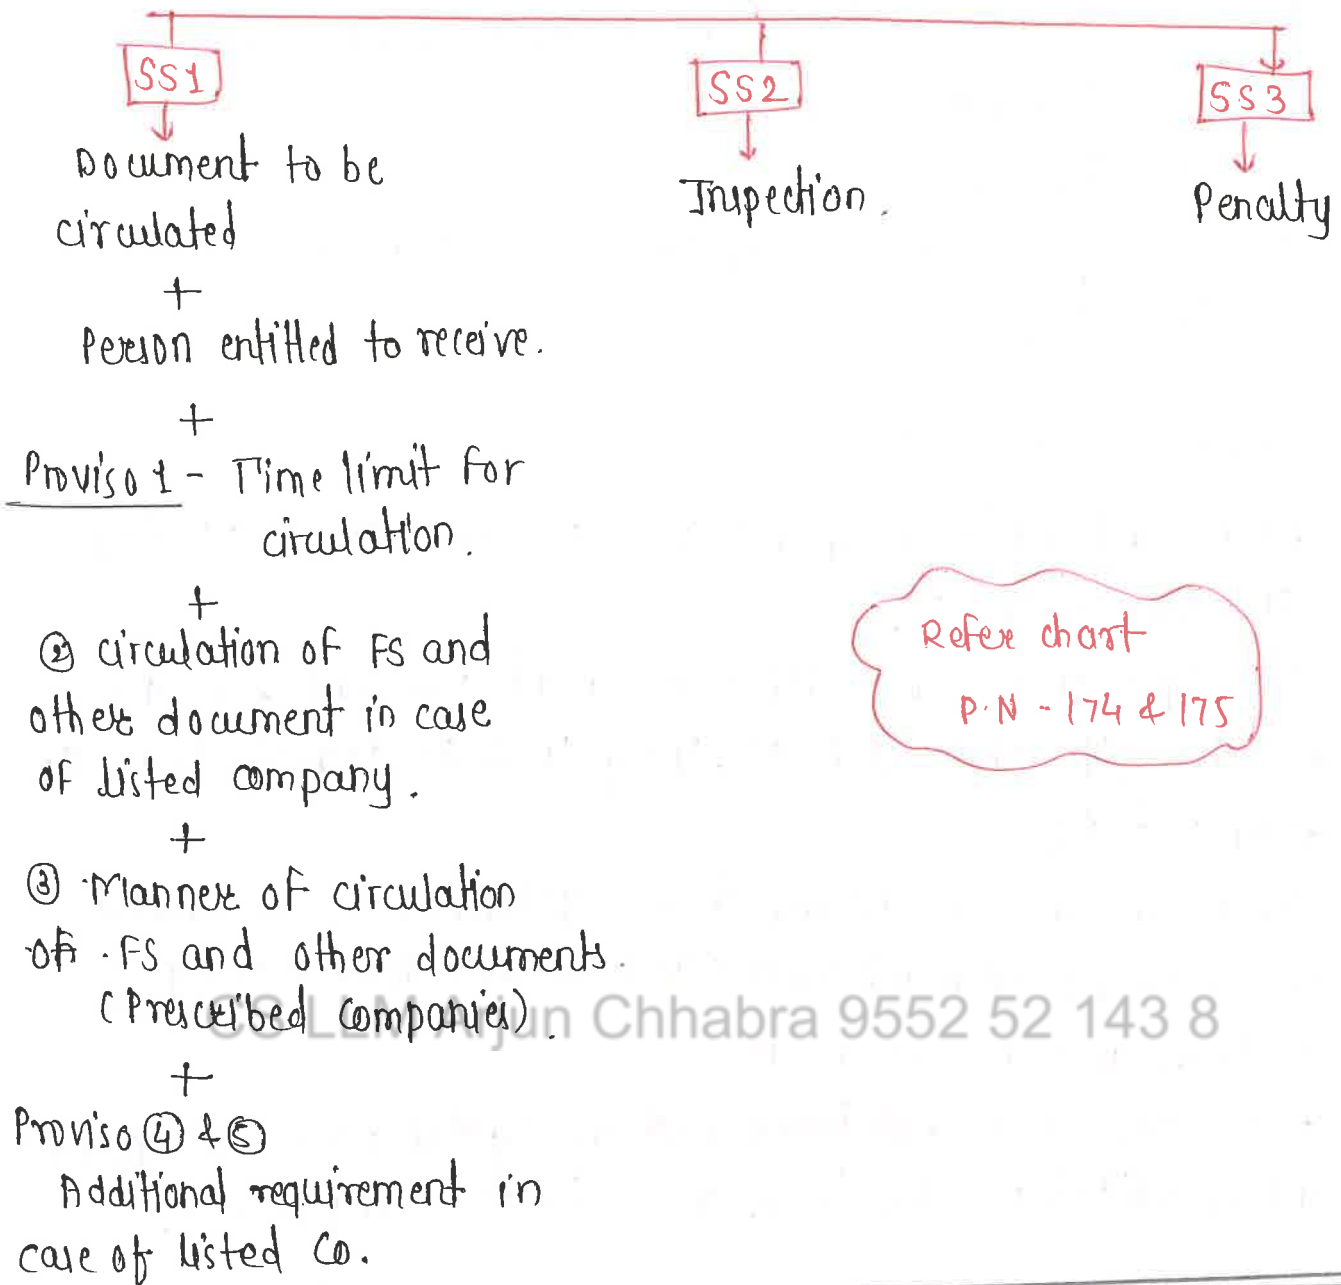 SS1
SS2
SS3
Document to be
circulated
+
Person entitled to receive.
+
Proviso 1 - Time limit for
circulation.
+
② circulation of FS and
other document in case
of listed company.
+
③ Manner of circulation
of FS and other documents.
(Prescribed companies).
+
Proviso ④ & ⑤
Additional requirement in
case of listed co.
Inspection.
Penalty
Refer chart
P.N - 174 & 175
CS LLM Arjun Chhabra 9552 52 143 8